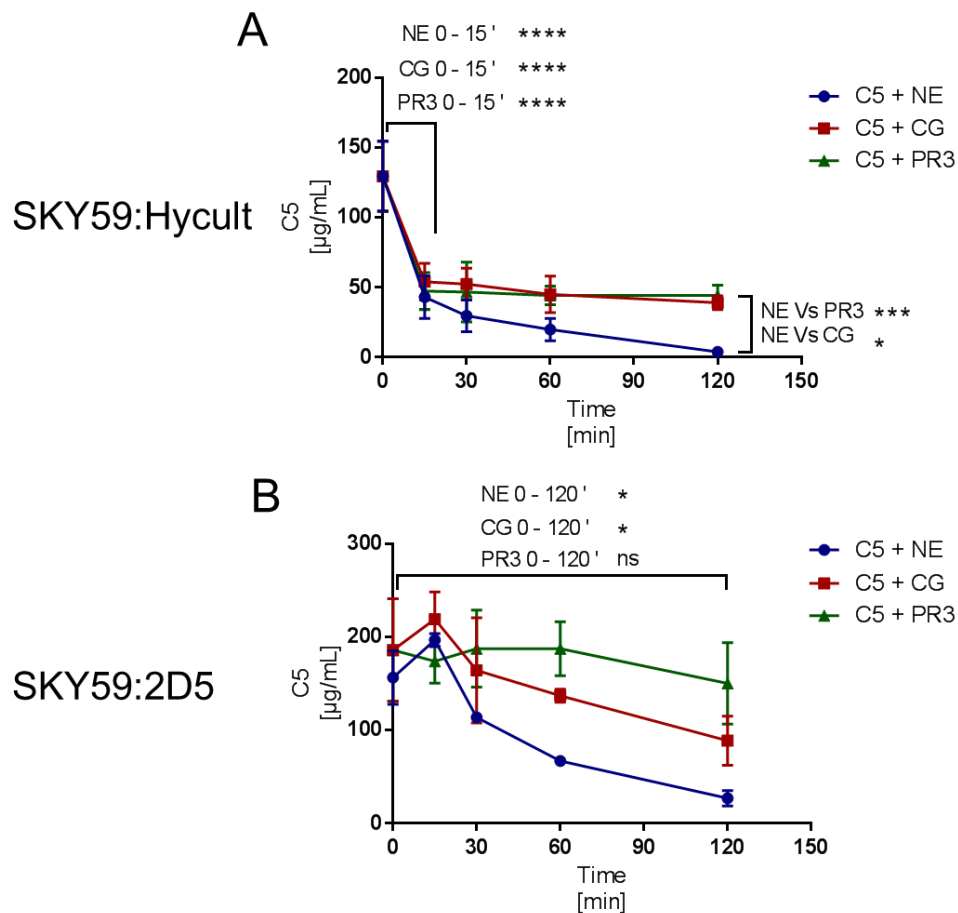 A
NE 0 - 15 ' ****
CG 0 - 15 ' ****
PR3 0 - 15 ' ****
SKY59:Hycult
C5
[µg/mL]
200
150
100
50
0
0 30 60 90 120 150
Time
[min]
C5 + NE
C5 + CG
C5 + PR3
NE Vs PR3 ***
NE Vs CG *
B
NE 0 - 120 ' *
CG 0 - 120 ' *
PR3 0 - 120 ' ns
SKY59:2D5
C5
[µg/mL]
300
200
100
0
0 30 60 90 120 150
Time
[min]
C5 + NE
C5 + CG
C5 + PR3